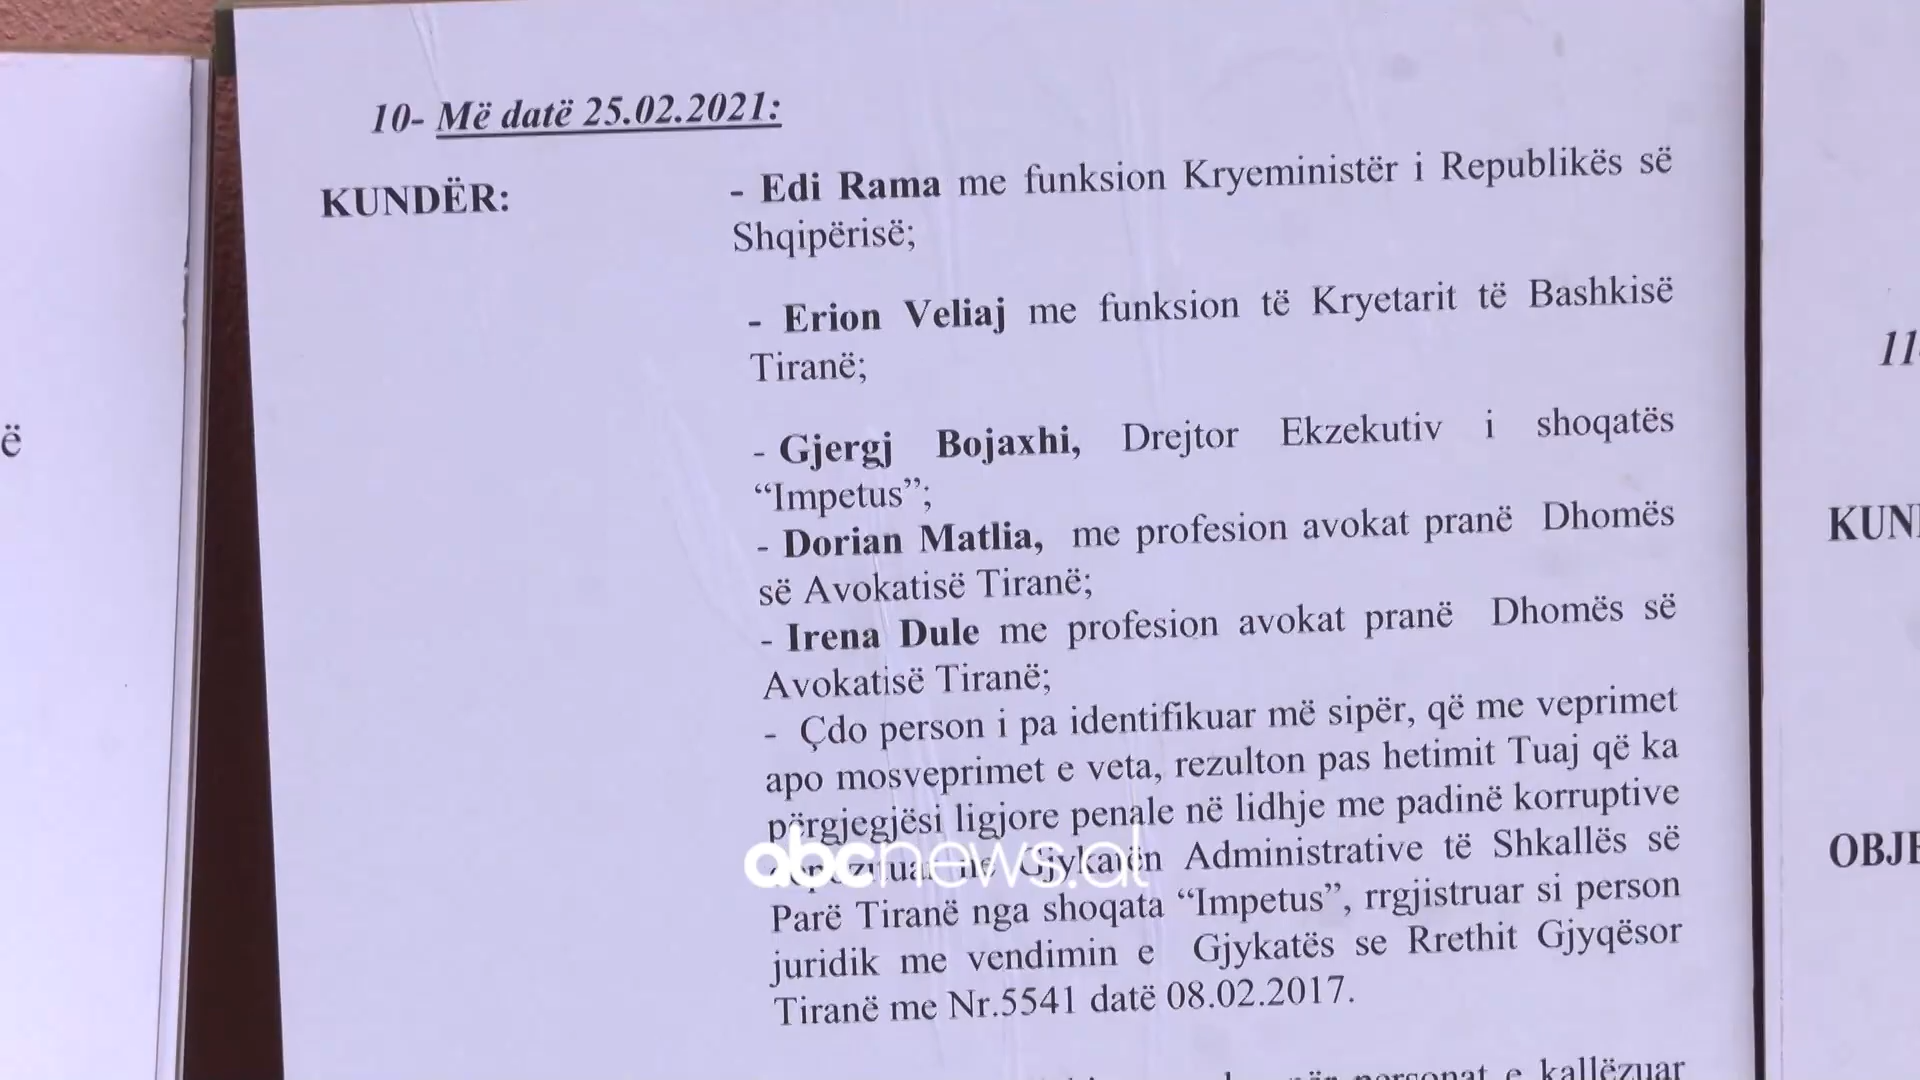 10- Më datë 25.02.2021:
KUNDËR:
- Edi Rama me funksion Kryeministër i Republikës së
Shqipërisë;
- Erion Veliaj me funksion të Kryetarit të Bashkisë
Tiranë;
- Gjergj Bojaxhi, Drejtor Ekzekutiv i shoqatës
“Impetus”;
- Dorian Matlia, me profesion avokat pranë Dhomës
së Avokatisë Tiranë;
- Irena Dule me profesion avokat pranë Dhomës së
Avokatisë Tiranë;
- Çdo person i pa identifikuar më sipër, që me veprimet
apo mosveprimet e veta, rezulton pas hetimit Tuaj që ka
përgjegjësi ligjore penale në lidhje me padinë korruptive
Gjykatën Administrative të Shkallës së
Parë Tiranë nga shoqata “Impetus”, rrgjistruar si person
juridik me vendimin e Gjykatës se Rrethit Gjyqësor
Tiranë me Nr.5541 datë 08.02.2017.
personat e kallëzuar
abcnews.al
ë
11
KUN
OBJE